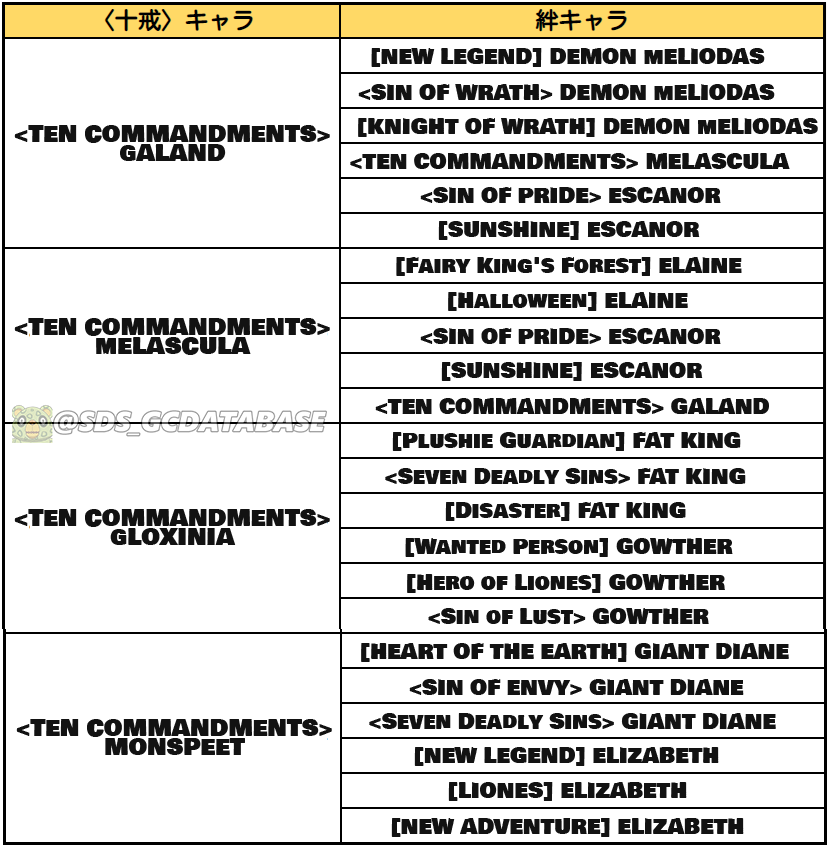 〈十戒〉キャラ
絆キャラ
<TEN COMMANDMENTS>
GALAND
[NEW LEGEND] DEMON MELIODAS
<SIN OF WRATH> DEMON MELIODAS
[KNIGHT OF WRATH] DEMON MELIODAS
<TEN COMMANDMENTS> MELASCULA
<SIN OF PRIDE> ESCANOR
[SUNSHINE] ESCANOR
<TEN COMMANDMENTS>
MELASCULA
[FAIRY KING'S FOREST] ELAINE
[HALLOWEEN] ELAINE
<SIN OF PRIDE> ESCANOR
[SUNSHINE] ESCANOR
<TEN COMMANDMENTS> GALAND
@SDS_GCDATABASE
<TEN COMMANDMENTS>
GLOXINIA
[PLUSHIE GUARDIAN] FAT KING
<SEVEN DEADLY SINS> FAT KING
[DISASTER] FAT KING
[WANTED PERSON] GOWTHER
[HERO OF LIONES] GOWTHER
<SIN OF LUST> GOWTHER
<TEN COMMANDMENTS>
MONSPEET
[HEART OF THE EARTH] GIANT DIANE
<SIN OF ENVY> GIANT DIANE
<SEVEN DEADLY SINS> GIANT DIANE
[NEW LEGEND] ELIZABETH
[LIONES] ELIZABETH
[NEW ADVENTURE] ELIZABETH